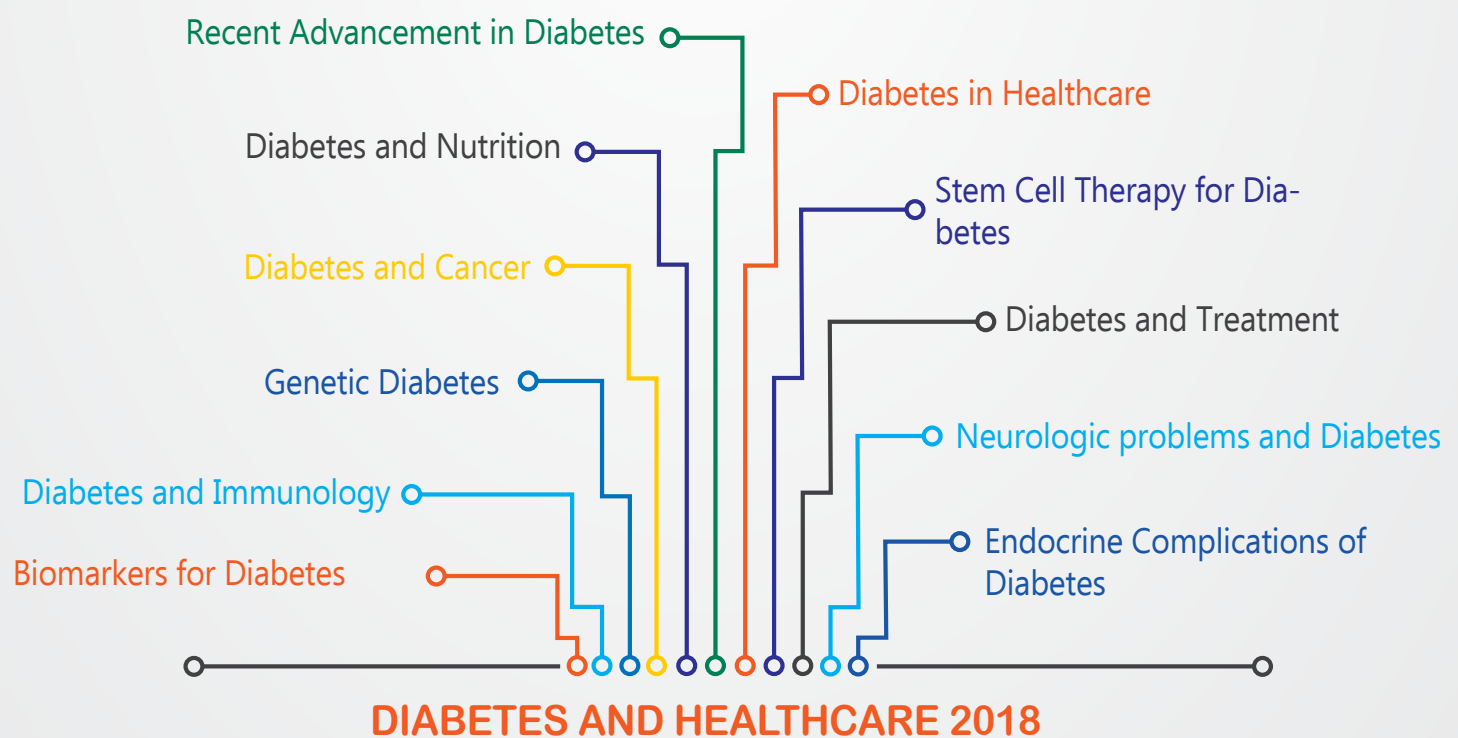 Recent Advancement in Diabetes
Diabetes in Healthcare
Diabetes and Nutrition
Stem Cell Therapy for Dia-
betes
Diabetes and Cancer
Diabetes and Treatment
Genetic Diabetes
Neurologic problems and Diabetes
Diabetes and Immunology
Endocrine Complications of
Diabetes
Biomarkers for Diabetes
DIABETES AND HEALTHCARE 2018